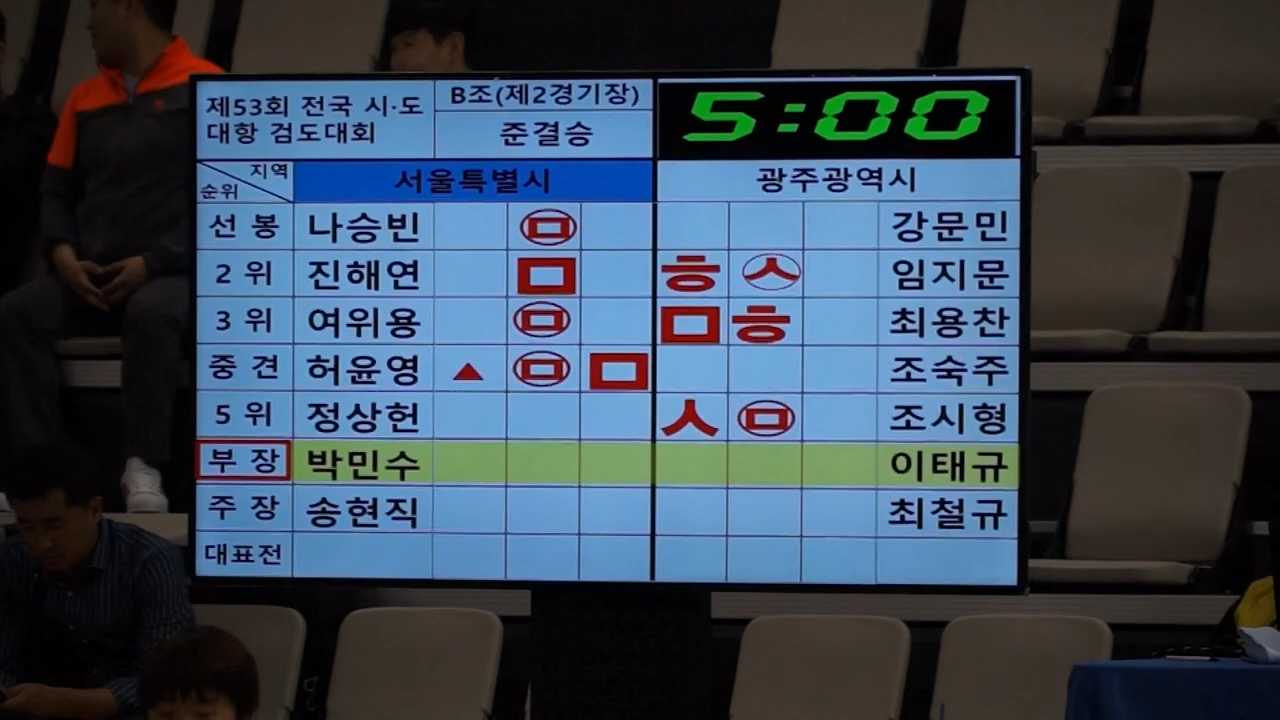 제53회 전국 시·도
대항 검도대회
B조(제2경기장)
준결승
5:00
지역
순위
서울특별시
광주광역시
선 봉 나승빈 ㅁ 강문민
2 위 진해연 ㅁ ㅎ ㅅ 임지문
3 위 여위용 ㅁ ㅁ ㅎ 최용찬
중 견 허윤영 ▲ ㅁ ㅁ 조숙주
5 위 정상헌 ㅅ ㅁ 조시형
부 장 박민수 이태규
주 장 송현직 최철규
대표전